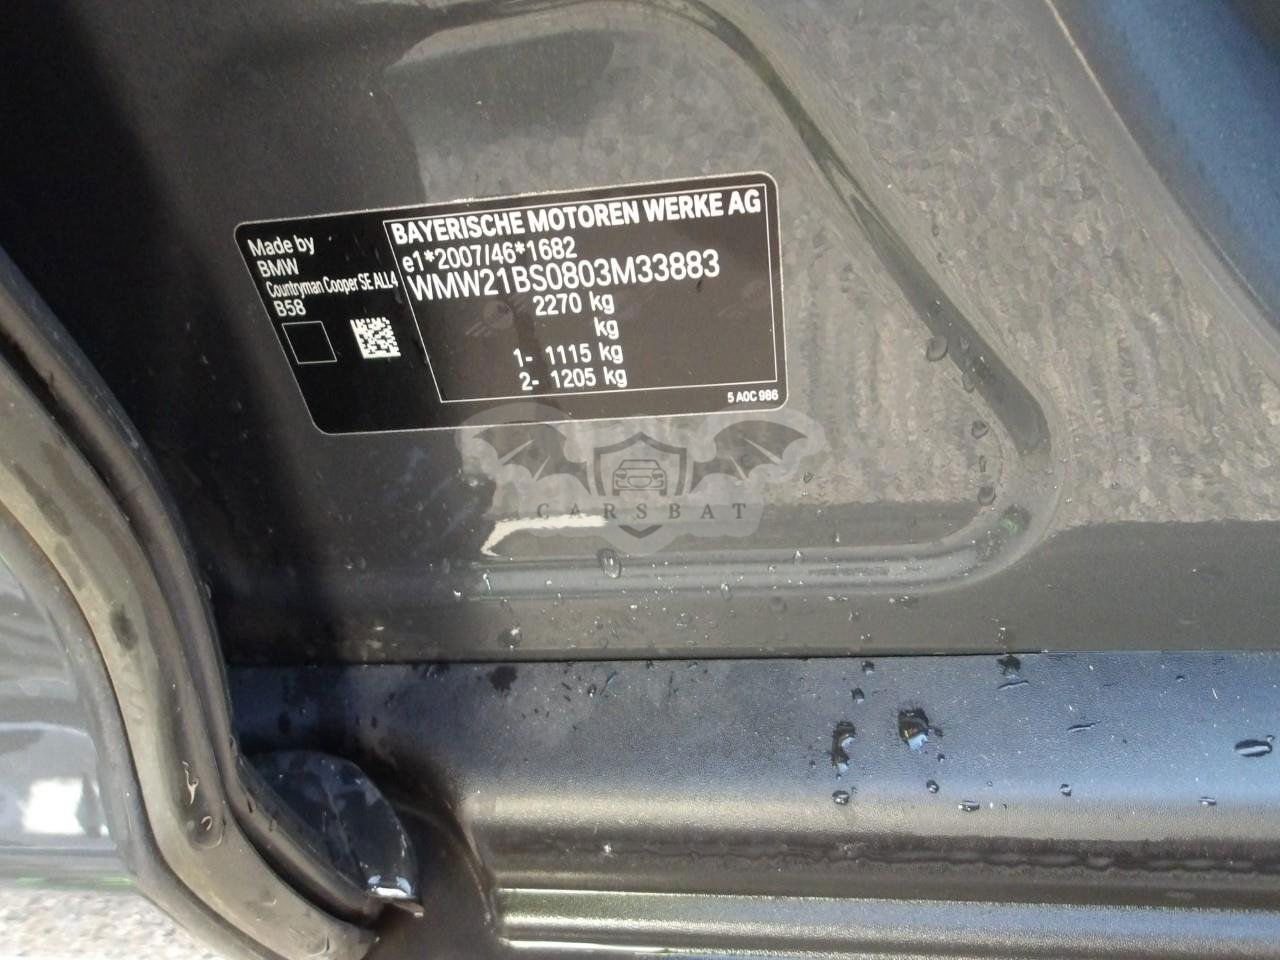 Made by
BMW
Countryman Cooper SE ALL4
B58
BAYERISCHE MOTOREN WERKE AG
e1*2007/46*1682
WMW21BS0803M33883
2270 kg
kg
1- 1115 kg
2- 1205 kg
5 A0C 986
CARSBAT